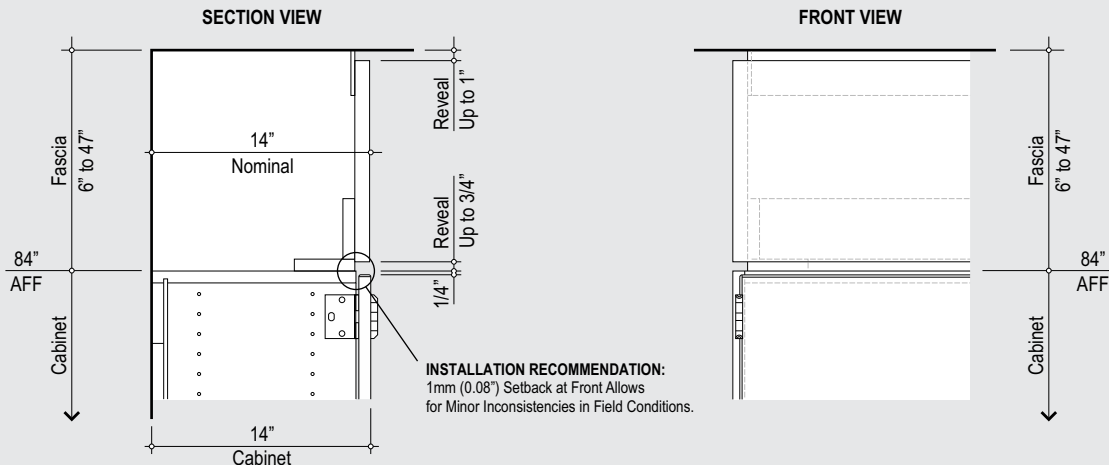 SECTION VIEW
FRONT VIEW
Fascia
6” to 47”
14”
Nominal
Reveal
Up to 1”
Reveal
Up to 3/4”
1/4”
84”
AFF
Cabinet
INSTALLATION RECOMMENDATION:
1mm (0.08”) Setback at Front Allows
for Minor Inconsistencies in Field Conditions.
14”
Cabinet
Fascia
6” to 47”
84”
AFF
Cabinet